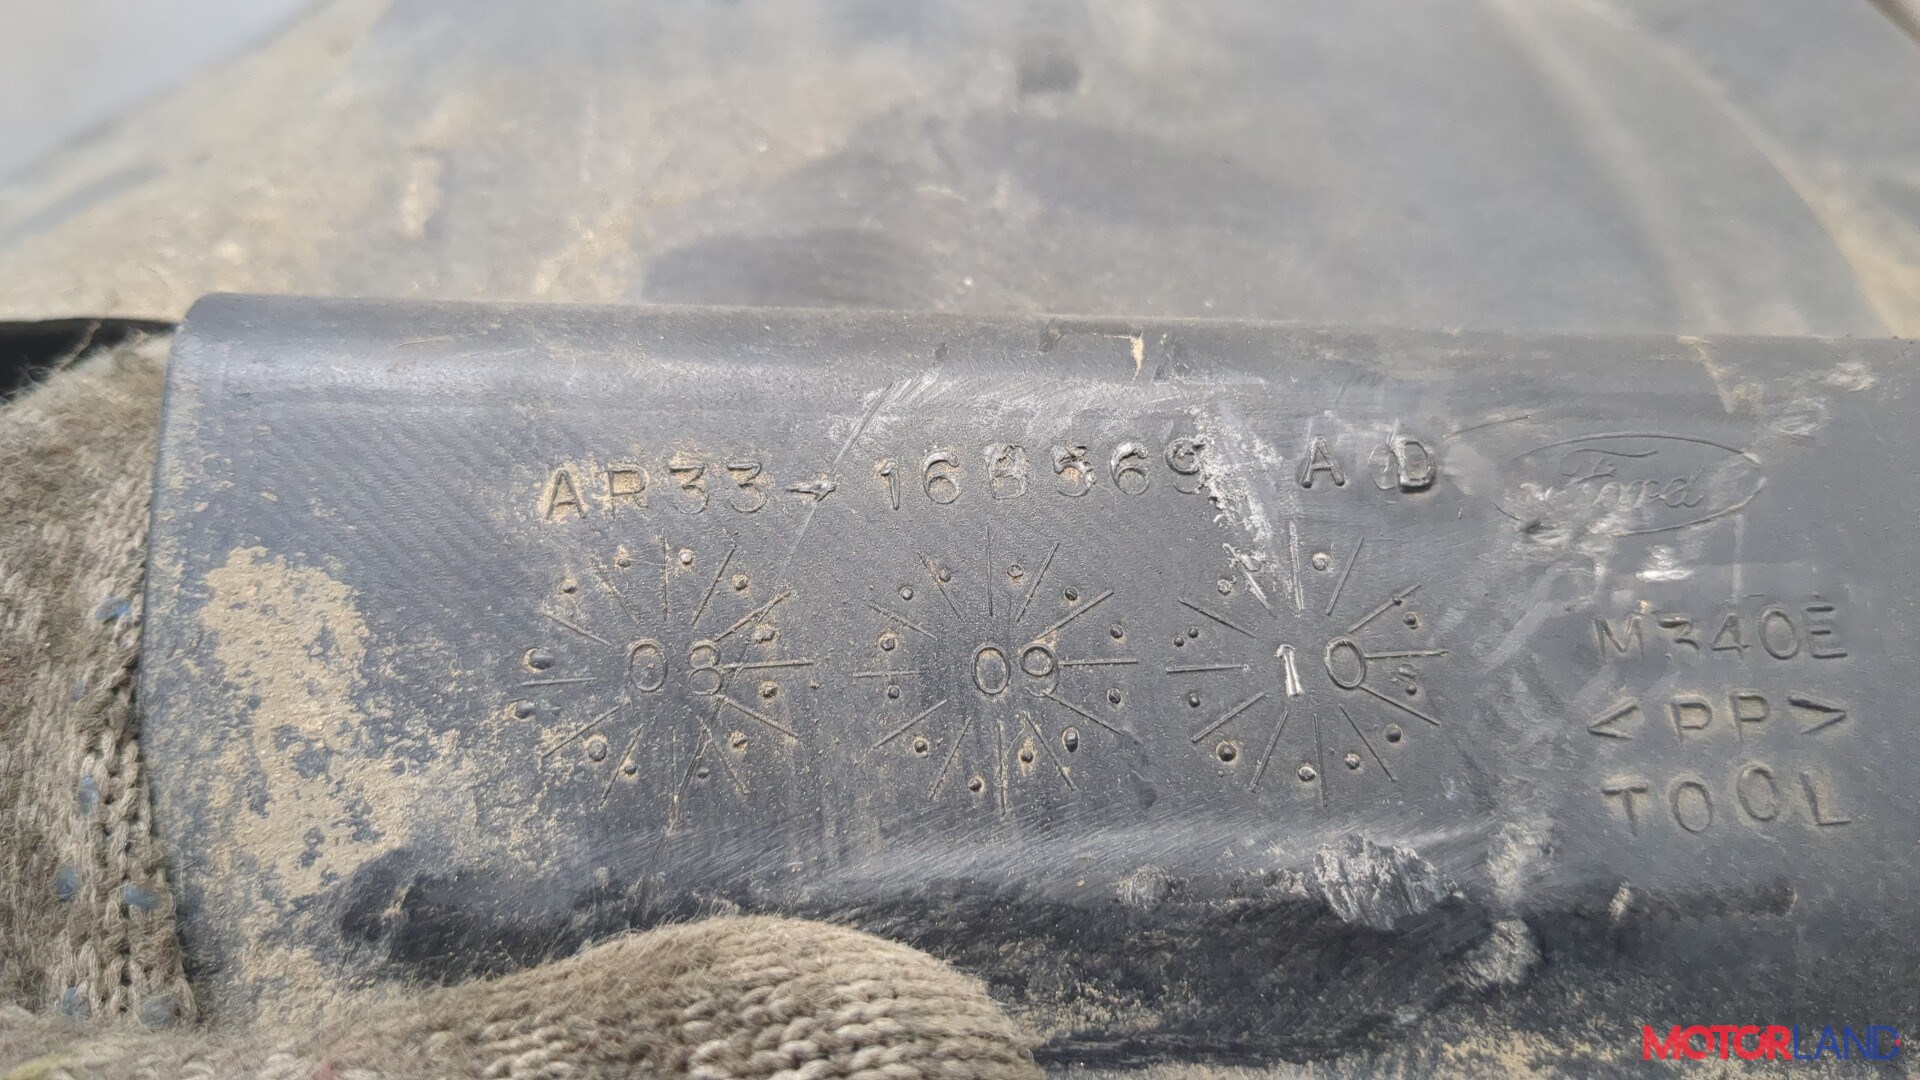 AR33-16B569 AD
Ford
08 09 10
M340E
<PP>
TOOL
MOTORLAND